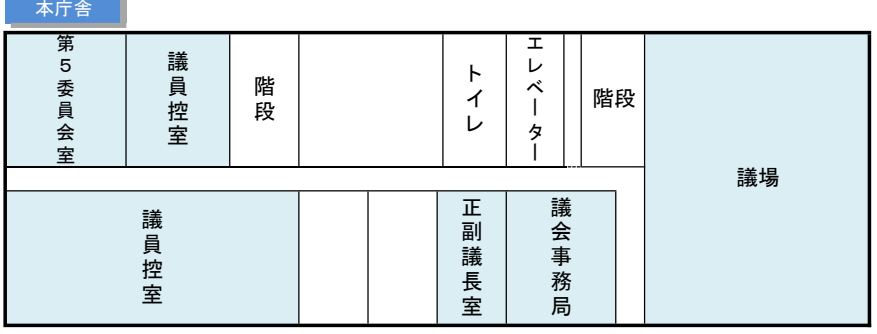 本庁舎
第5委員会室
議員控室
階段
トイレ
エレベーター
階段
議場
議員控室
正副議長室
議会事務局